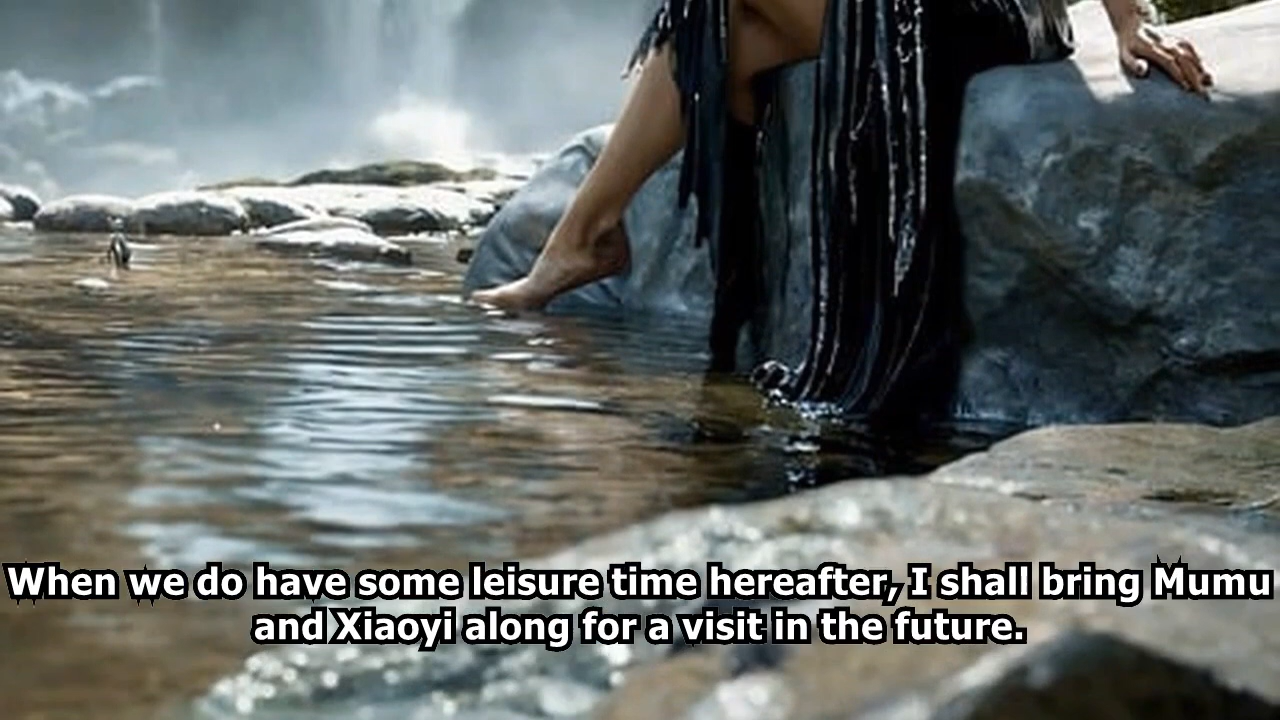 When we do have some leisure time hereafter, I shall bring Mumu
and Xiaoyi along for a visit in the future.